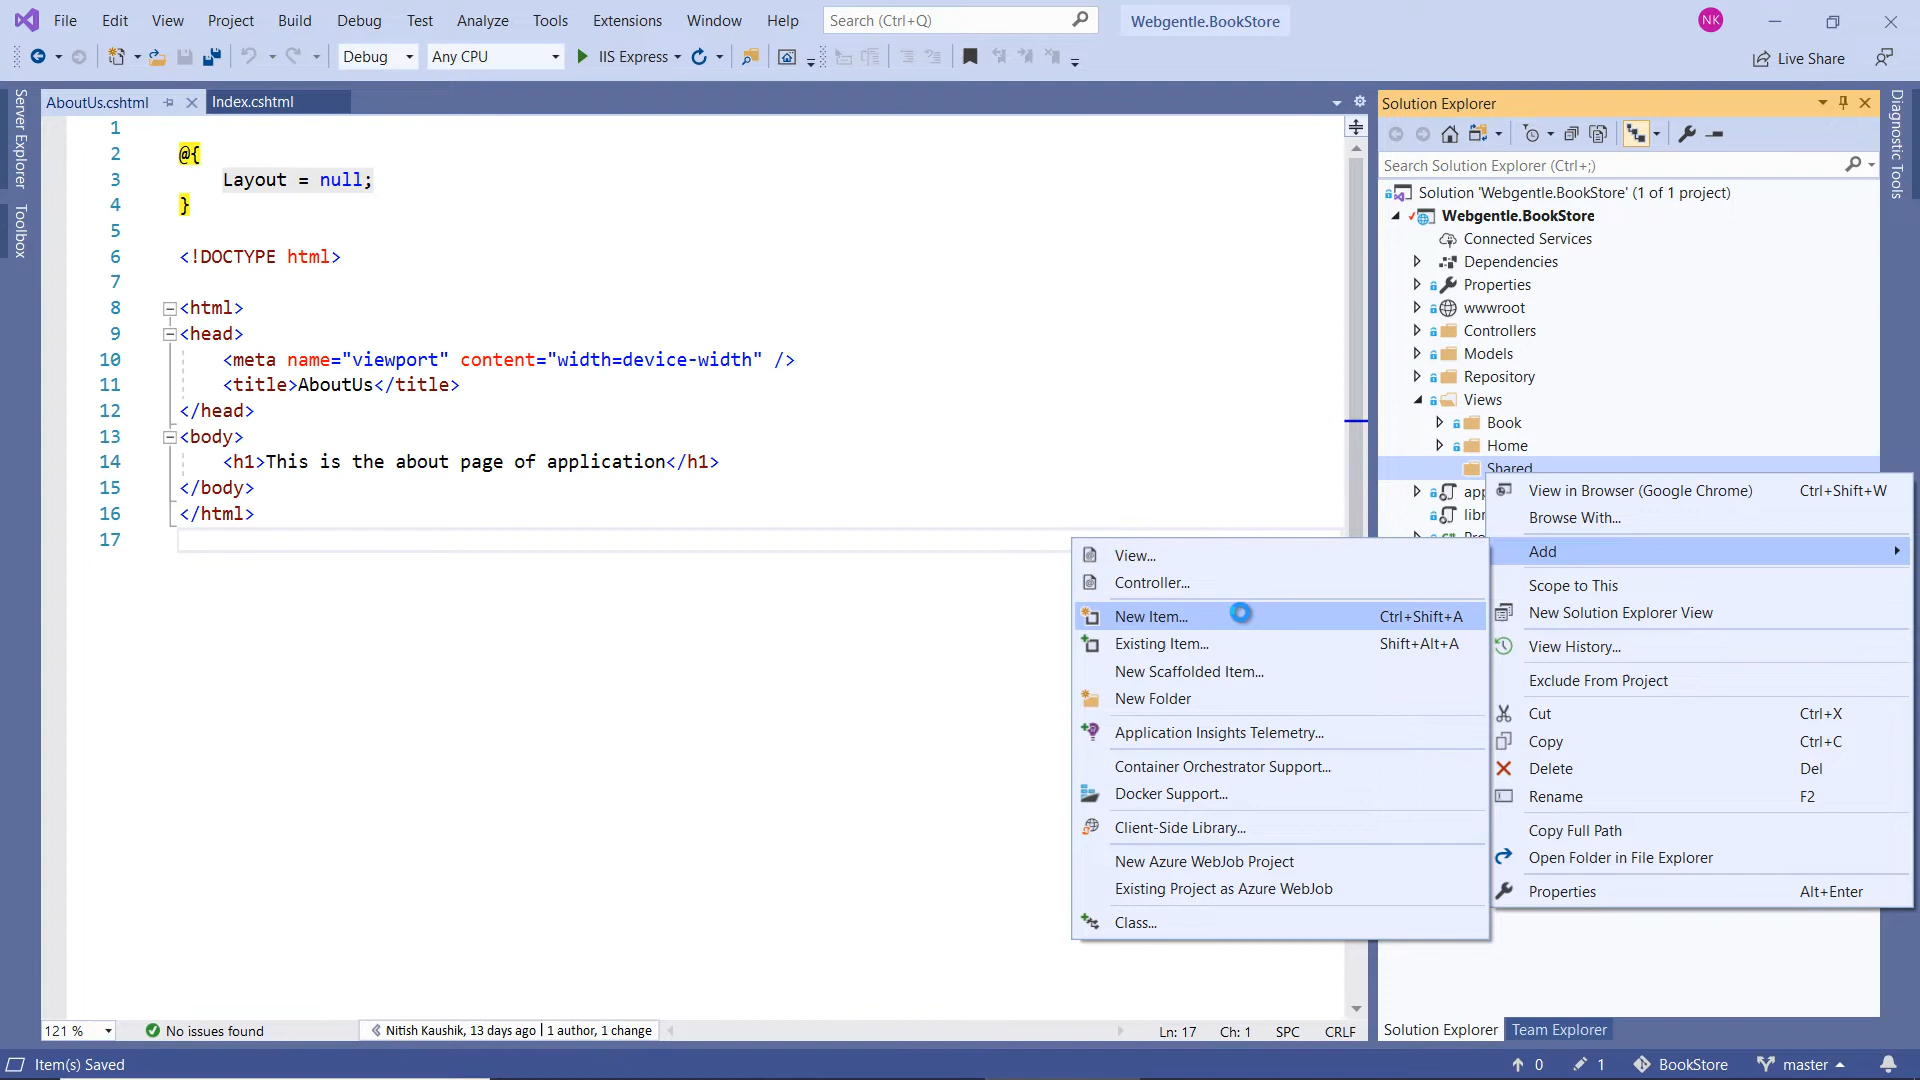 File Edit View Project Build Debug Test Analyze Tools Extensions Window Help Search (Ctrl+Q) Webgentle.BookStore NK
Debug Any CPU IIS Express Live Share
Server Explorer
Toolbox
AboutUs.cshtml Index.cshtml
1
2 @{
3 Layout = null;
4 }
5
6 <!DOCTYPE html>
7
8 <html>
9 <head>
10 <meta name="viewport" content="width=device-width" />
11 <title>AboutUs</title>
12 </head>
13 <body>
14 <h1>This is the about page of application</h1>
15 </body>
16 </html>
17
Solution Explorer
Search Solution Explorer (Ctrl+;)
Solution 'Webgentle.BookStore' (1 of 1 project)
Webgentle.BookStore
Connected Services
Dependencies
Properties
wwwroot
Controllers
Models
Repository
Views
Book
Home
Shared
app
libr
Diagnostic Tools
View in Browser (Google Chrome) Ctrl+Shift+W
Browse With...
Add
Scope to This
New Solution Explorer View
View History...
Exclude From Project
Cut Ctrl+X
Copy Ctrl+C
Delete Del
Rename F2
Copy Full Path
Open Folder in File Explorer
Properties Alt+Enter
View...
Controller...
New Item... Ctrl+Shift+A
Existing Item... Shift+Alt+A
New Scaffolded Item...
New Folder
Application Insights Telemetry...
Container Orchestrator Support...
Docker Support...
Client-Side Library...
New Azure WebJob Project
Existing Project as Azure WebJob
Class...
121 % No issues found Nitish Kaushik, 13 days ago | 1 author, 1 change Ln: 17 Ch: 1 SPC CRLF
Solution Explorer Team Explorer
Item(s) Saved 0 1 BookStore master